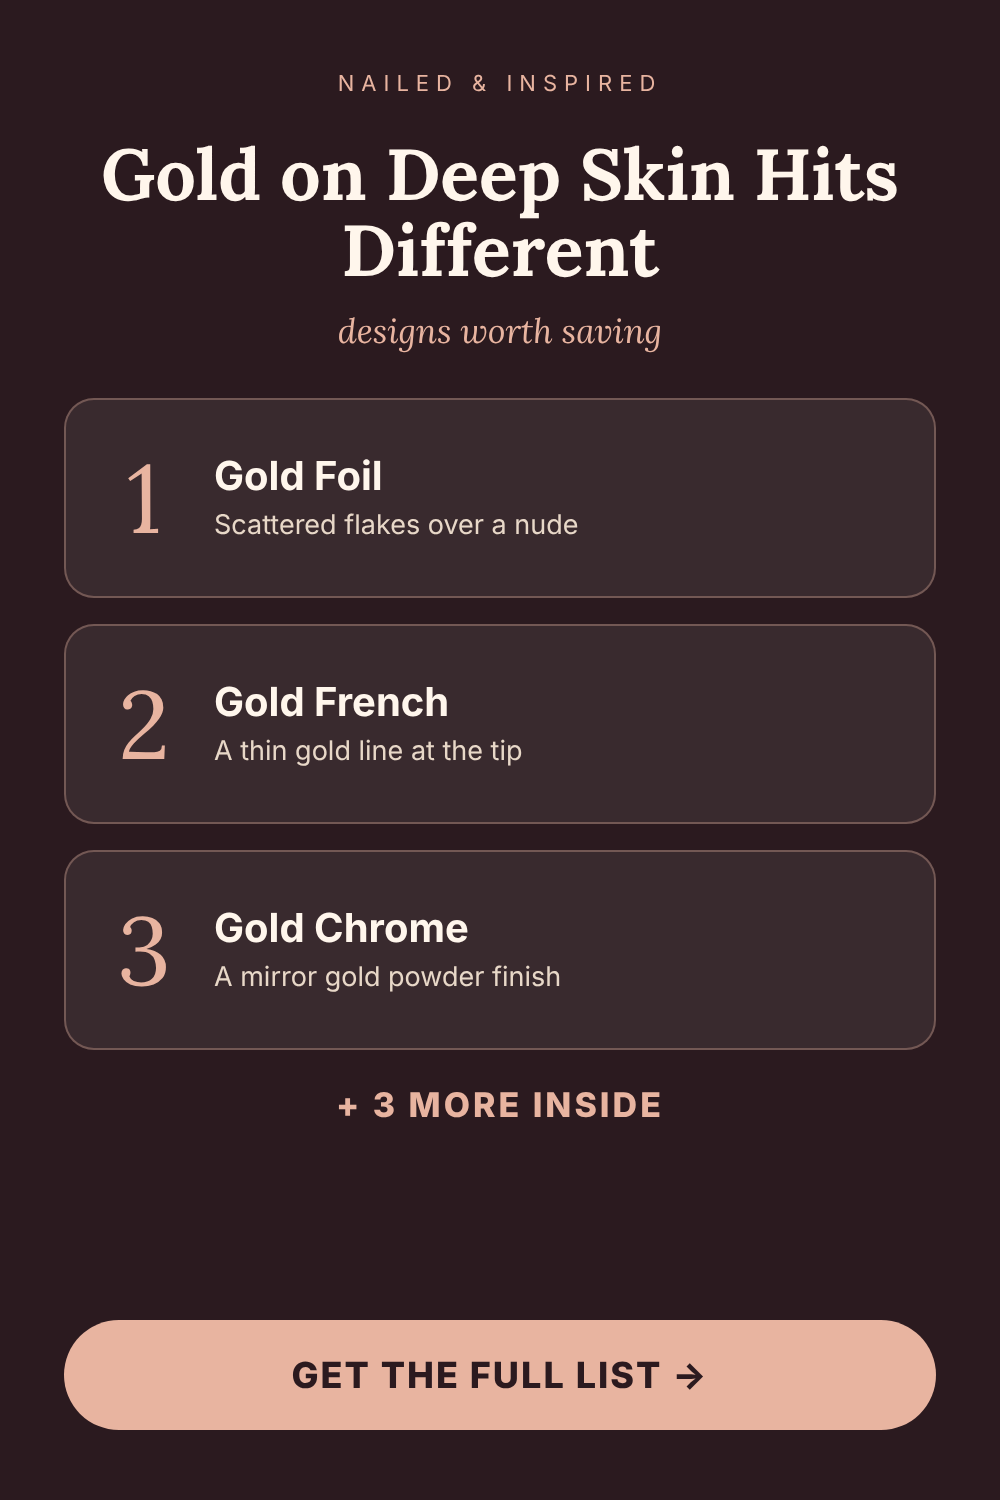 NAILED & INSPIRED
Gold on Deep Skin Hits
Different
designs worth saving
1
Gold Foil
Scattered flakes over a nude
2
Gold French
A thin gold line at the tip
3
Gold Chrome
A mirror gold powder finish
+ 3 MORE INSIDE
GET THE FULL LIST →